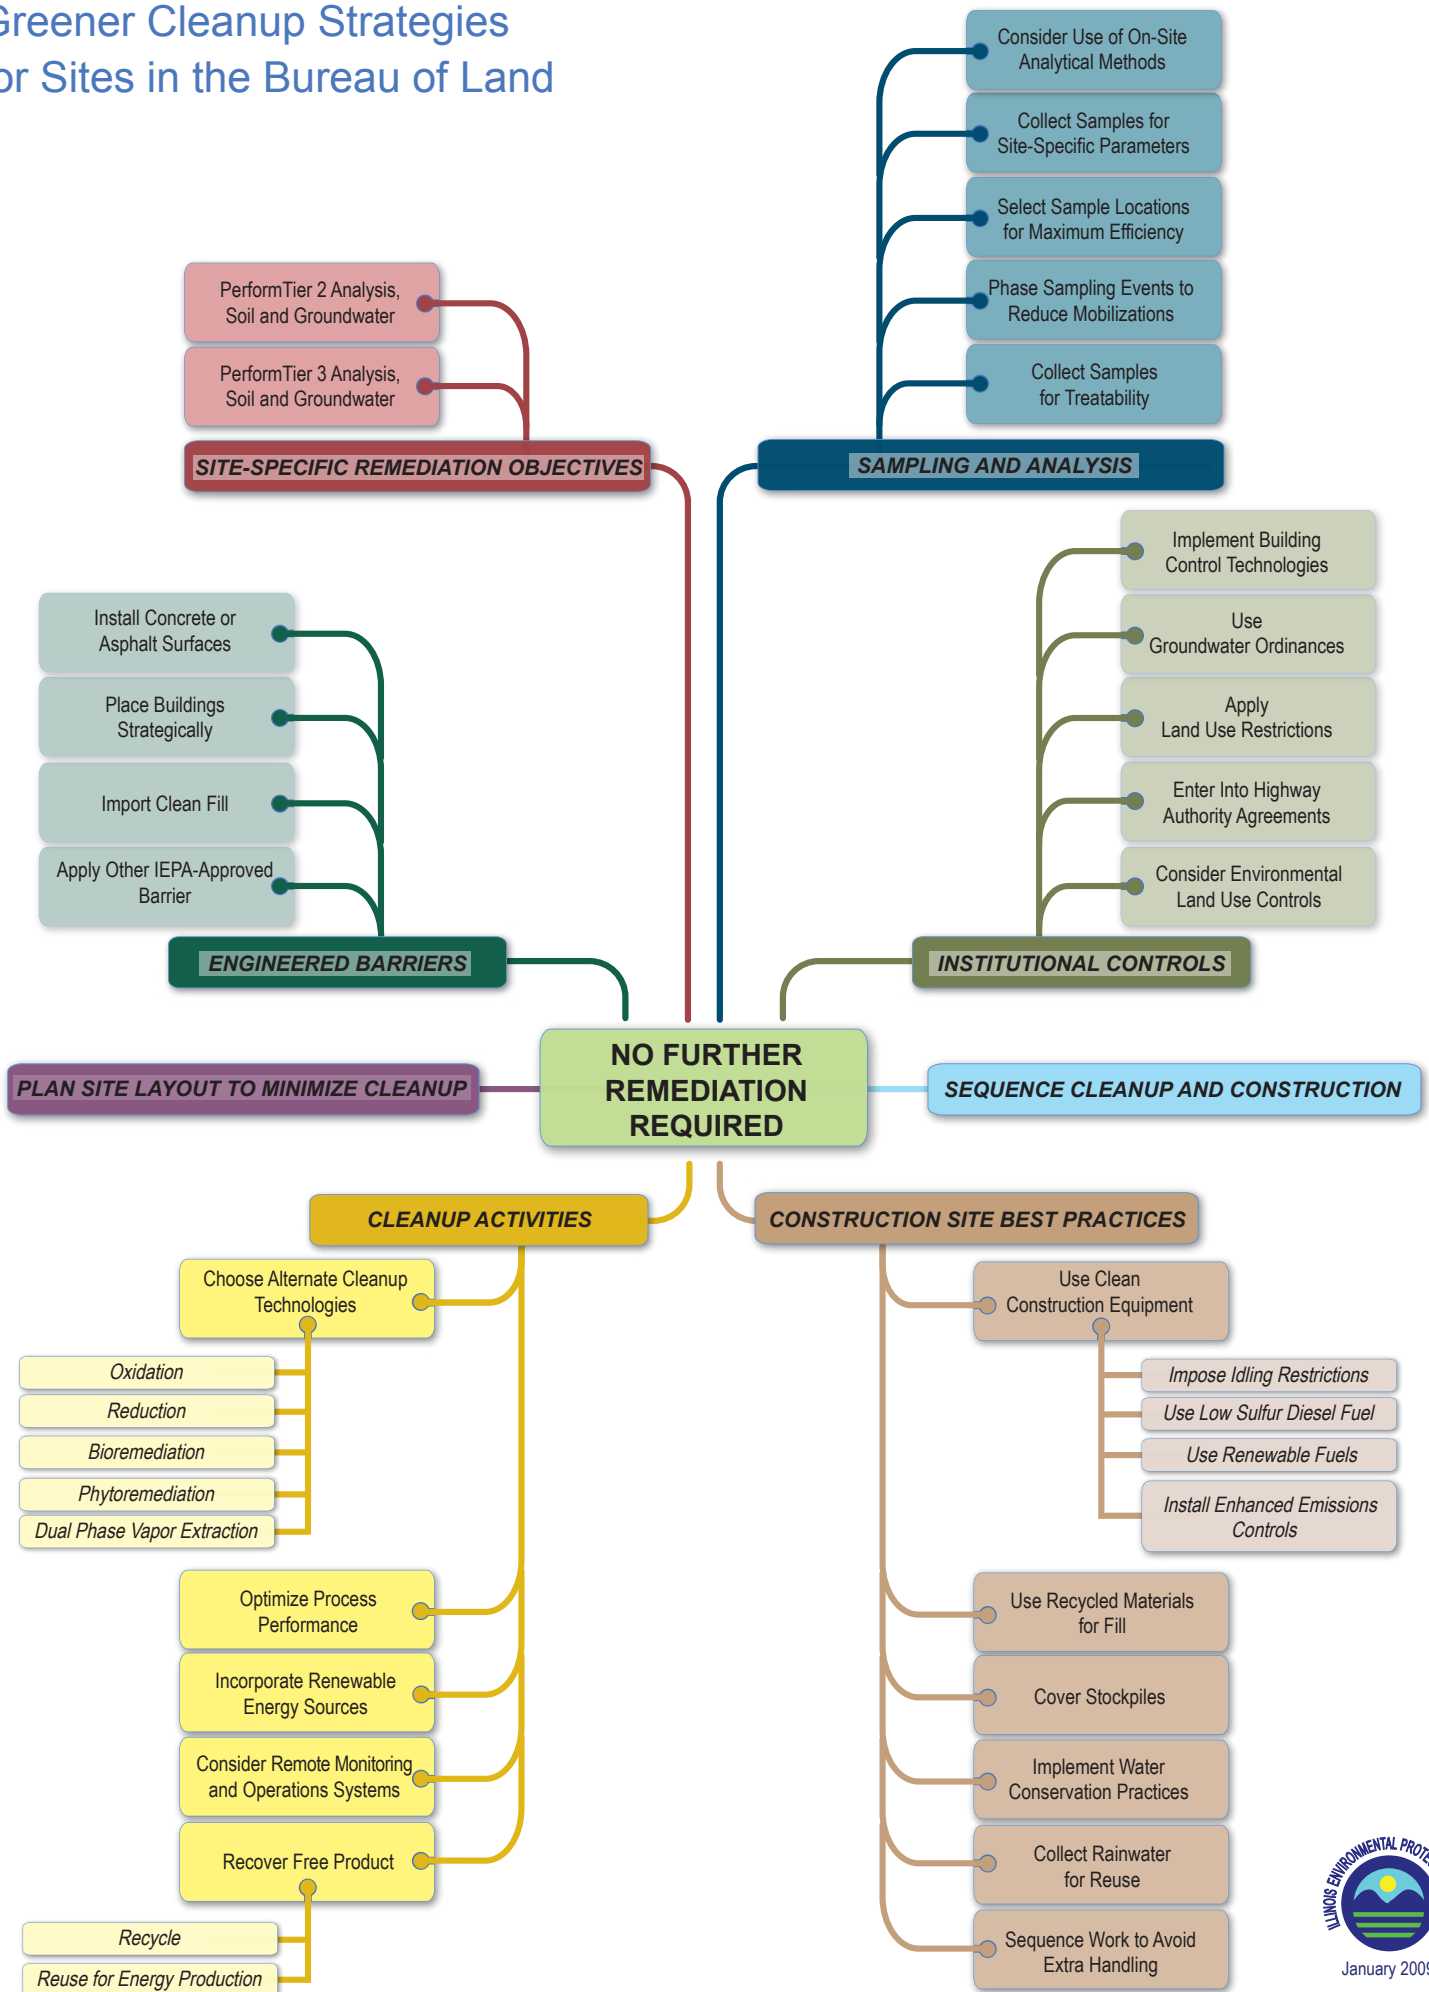 Greener Cleanup Strategies
or Sites in the Bureau of Land
Consider Use of On-Site
Analytical Methods
Collect Samples for
Site-Specific Parameters
Select Sample Locations
for Maximum Efficiency
Phase Sampling Events to
Reduce Mobilizations
Collect Samples
for Treatability
SAMPLING AND ANALYSIS
PerformTier 2 Analysis,
Soil and Groundwater
PerformTier 3 Analysis,
Soil and Groundwater
SITE-SPECIFIC REMEDIATION OBJECTIVES
Implement Building
Control Technologies
Use
Groundwater Ordinances
Apply
Land Use Restrictions
Enter Into Highway
Authority Agreements
Consider Environmental
Land Use Controls
INSTITUTIONAL CONTROLS
Install Concrete or
Asphalt Surfaces
Place Buildings
Strategically
Import Clean Fill
Apply Other IEPA-Approved
Barrier
ENGINEERED BARRIERS
NO FURTHER
REMEDIATION
REQUIRED
PLAN SITE LAYOUT TO MINIMIZE CLEANUP
SEQUENCE CLEANUP AND CONSTRUCTION
CLEANUP ACTIVITIES
Choose Alternate Cleanup
Technologies
Oxidation
Reduction
Bioremediation
Phytoremediation
Dual Phase Vapor Extraction
Optimize Process
Performance
Incorporate Renewable
Energy Sources
Consider Remote Monitoring
and Operations Systems
Recover Free Product
Recycle
Reuse for Energy Production
CONSTRUCTION SITE BEST PRACTICES
Use Clean
Construction Equipment
Impose Idling Restrictions
Use Low Sulfur Diesel Fuel
Use Renewable Fuels
Install Enhanced Emissions
Controls
Use Recycled Materials
for Fill
Cover Stockpiles
Implement Water
Conservation Practices
Collect Rainwater
for Reuse
Sequence Work to Avoid
Extra Handling
ILLINOIS ENVIRONMENTAL PROTE
January 2009